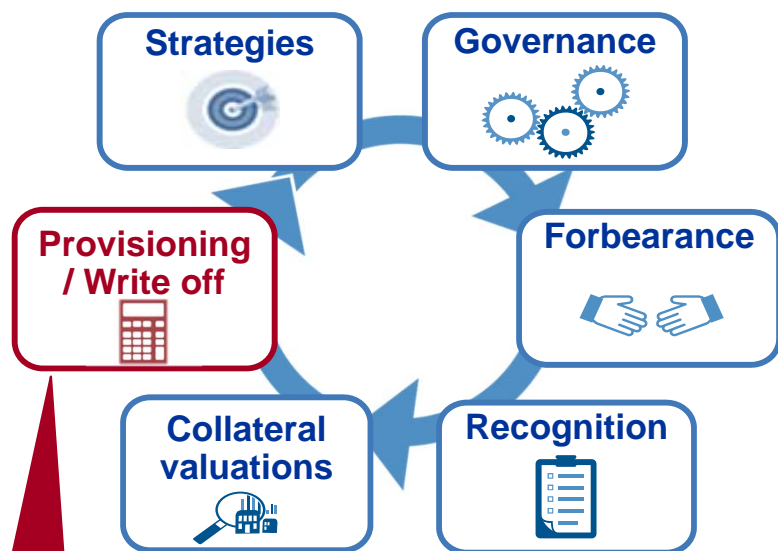 Strategies
Governance
Forbearance
Recognition
Collateral
valuations
Provisioning
/ Write off